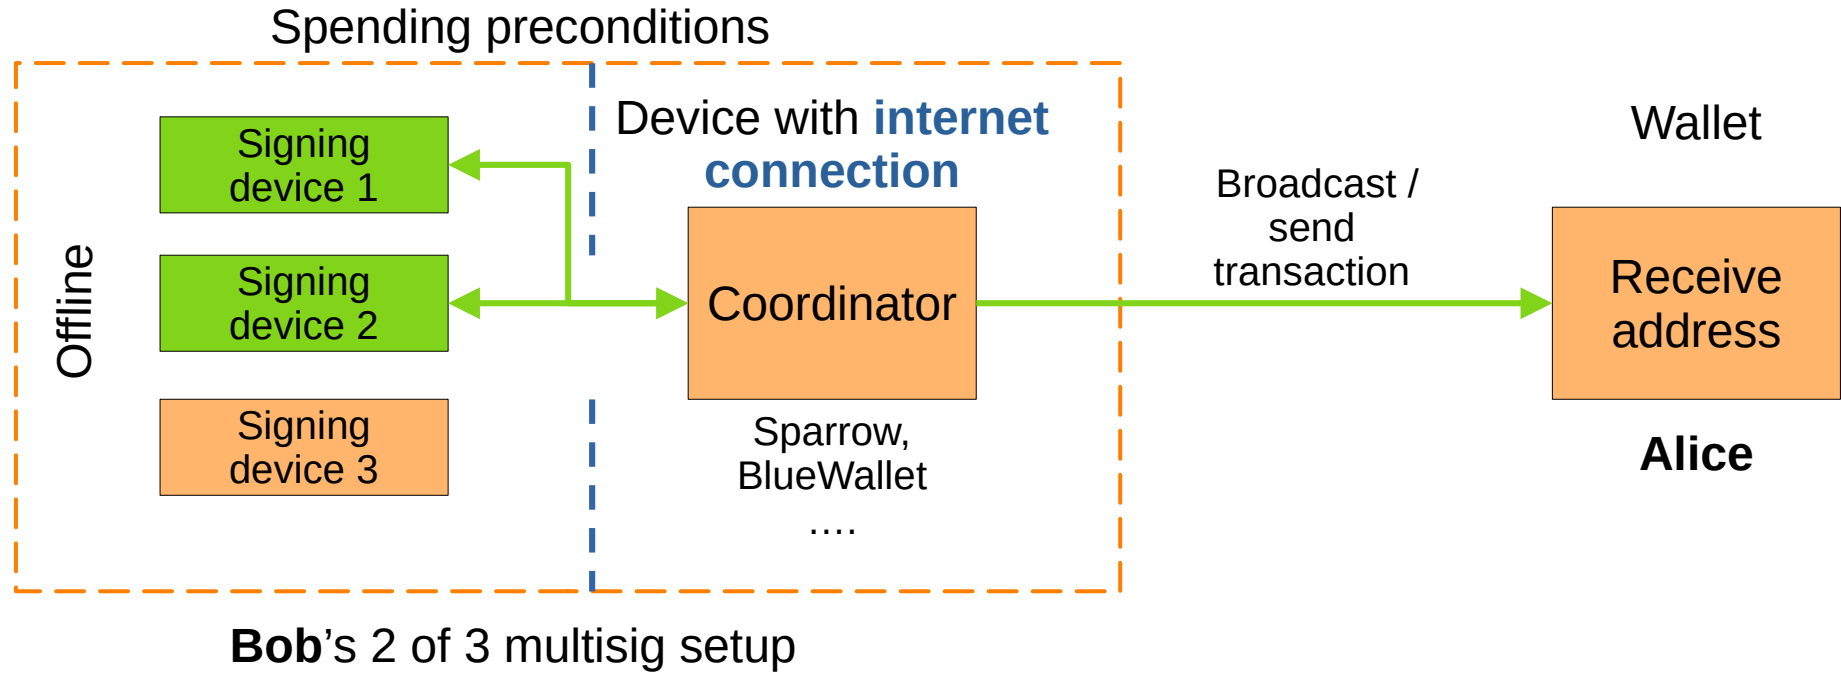 Spending preconditions
Offline
Signing
device 1
Signing
device 2
Signing
device 3
Device with internet
connection
Coordinator
Sparrow,
BlueWallet
....
Broadcast /
send
transaction
Wallet
Receive
address
Alice
Bob’s 2 of 3 multisig setup